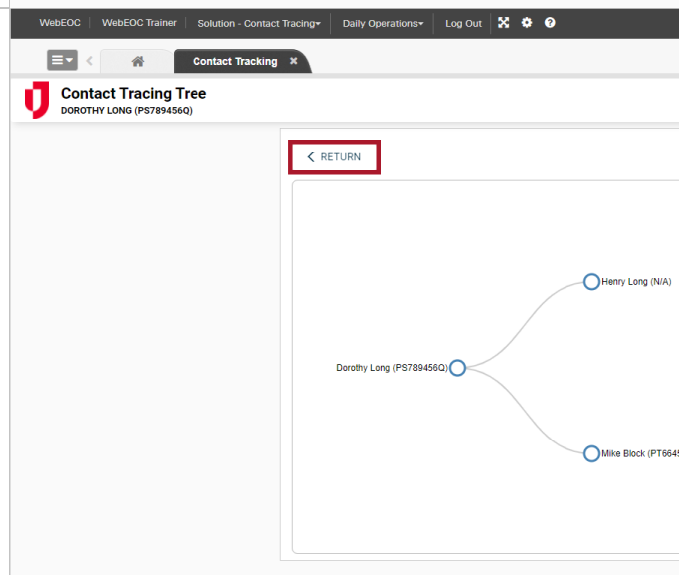 WebEOC WebEOC Trainer Solution - Contact Tracing Daily Operations Log Out
Contact Tracking
Contact Tracing Tree
DOROTHY LONG (PS789456Q)
RETURN
Henry Long (N/A)
Dorothy Long (PS789456Q)
Mike Block